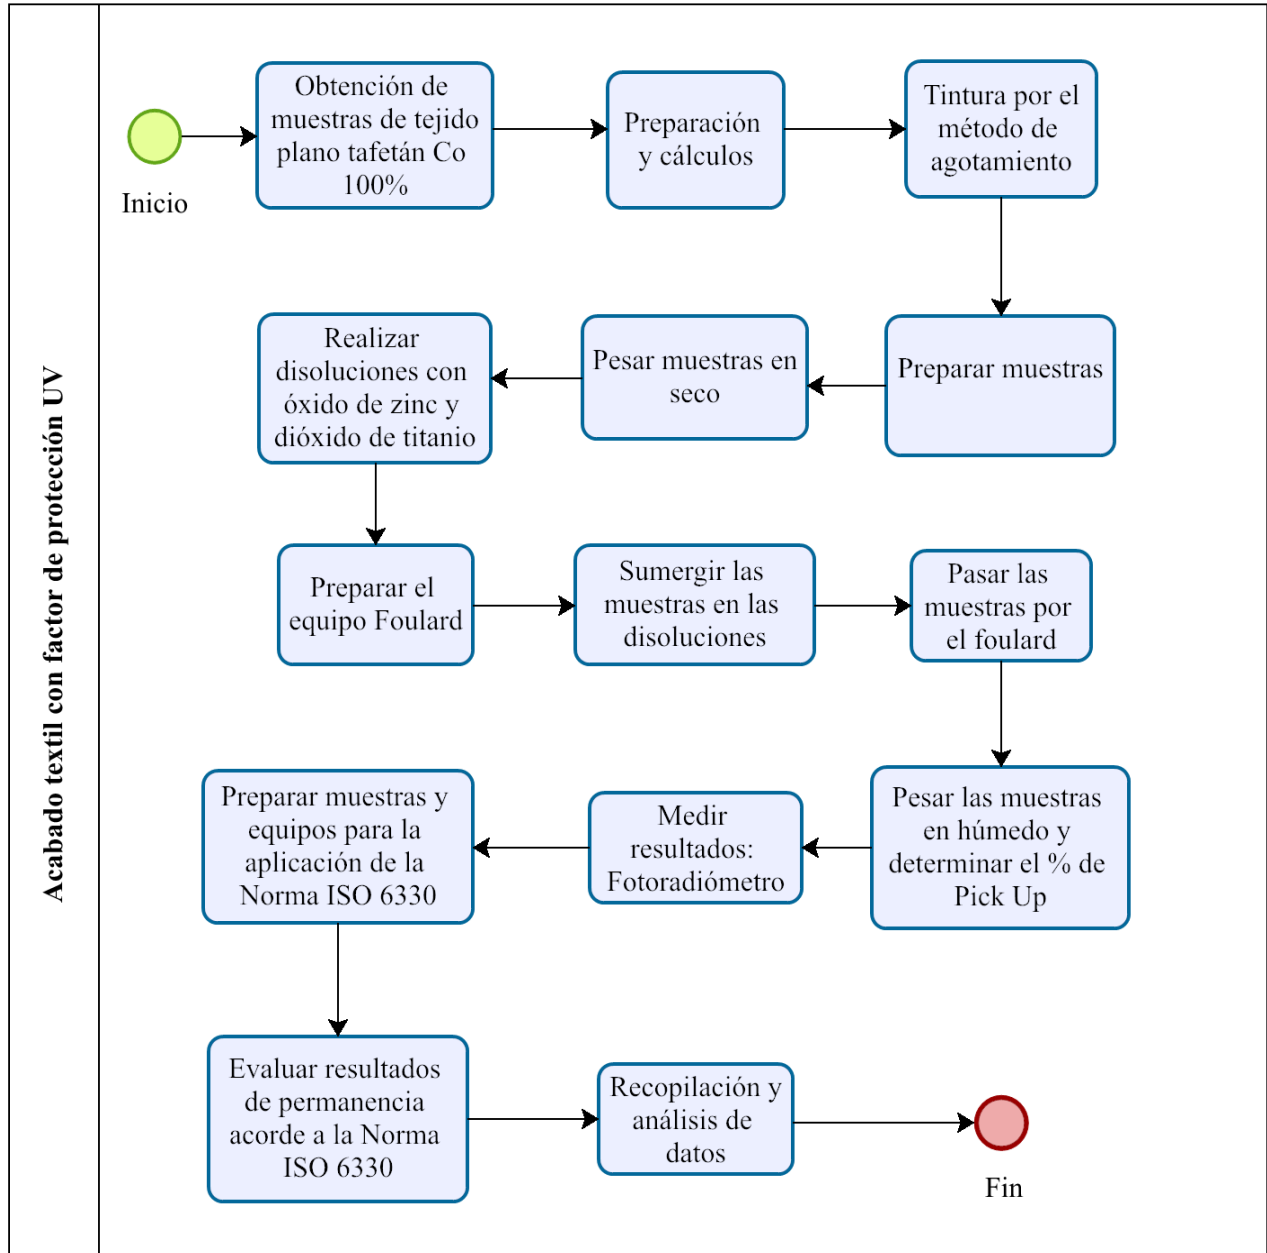 Acabado textil con factor de protección UV
Inicio
Obtención de
muestras de tejido
plano tafetán Co
100%
Preparación
y cálculos
Tintura por el
método de
agotamiento
Preparar muestras
Pesar muestras en
seco
Realizar
disoluciones con
óxido de zinc y
dióxido de titanio
Preparar el
equipo Foulard
Sumergir las
muestras en las
disoluciones
Pasar las
muestras por
el foulard
Pesar las muestras
en húmedo y
determinar el % de
Pick Up
Medir
resultados:
Fotoradiómetro
Preparar muestras y
equipos para la
aplicación de la
Norma ISO 6330
Evaluar resultados
de permanencia
acorde a la Norma
ISO 6330
Recopilación y
análisis de
datos
Fin